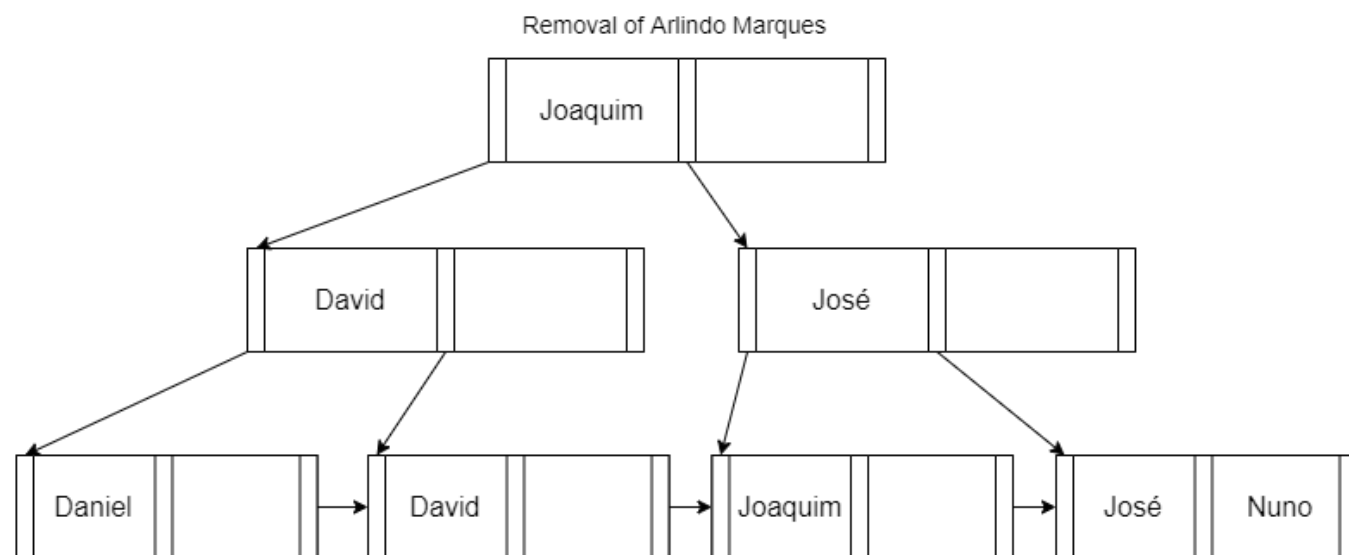 Removal of Arlindo Marques
Joaquim
David
José
Daniel
David
Joaquim
José
Nuno